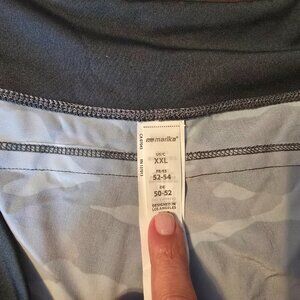 marika
US/C
XXL
FR/ES
52-54
DE
50-52
DESIGNED IN
LOS ANGELES